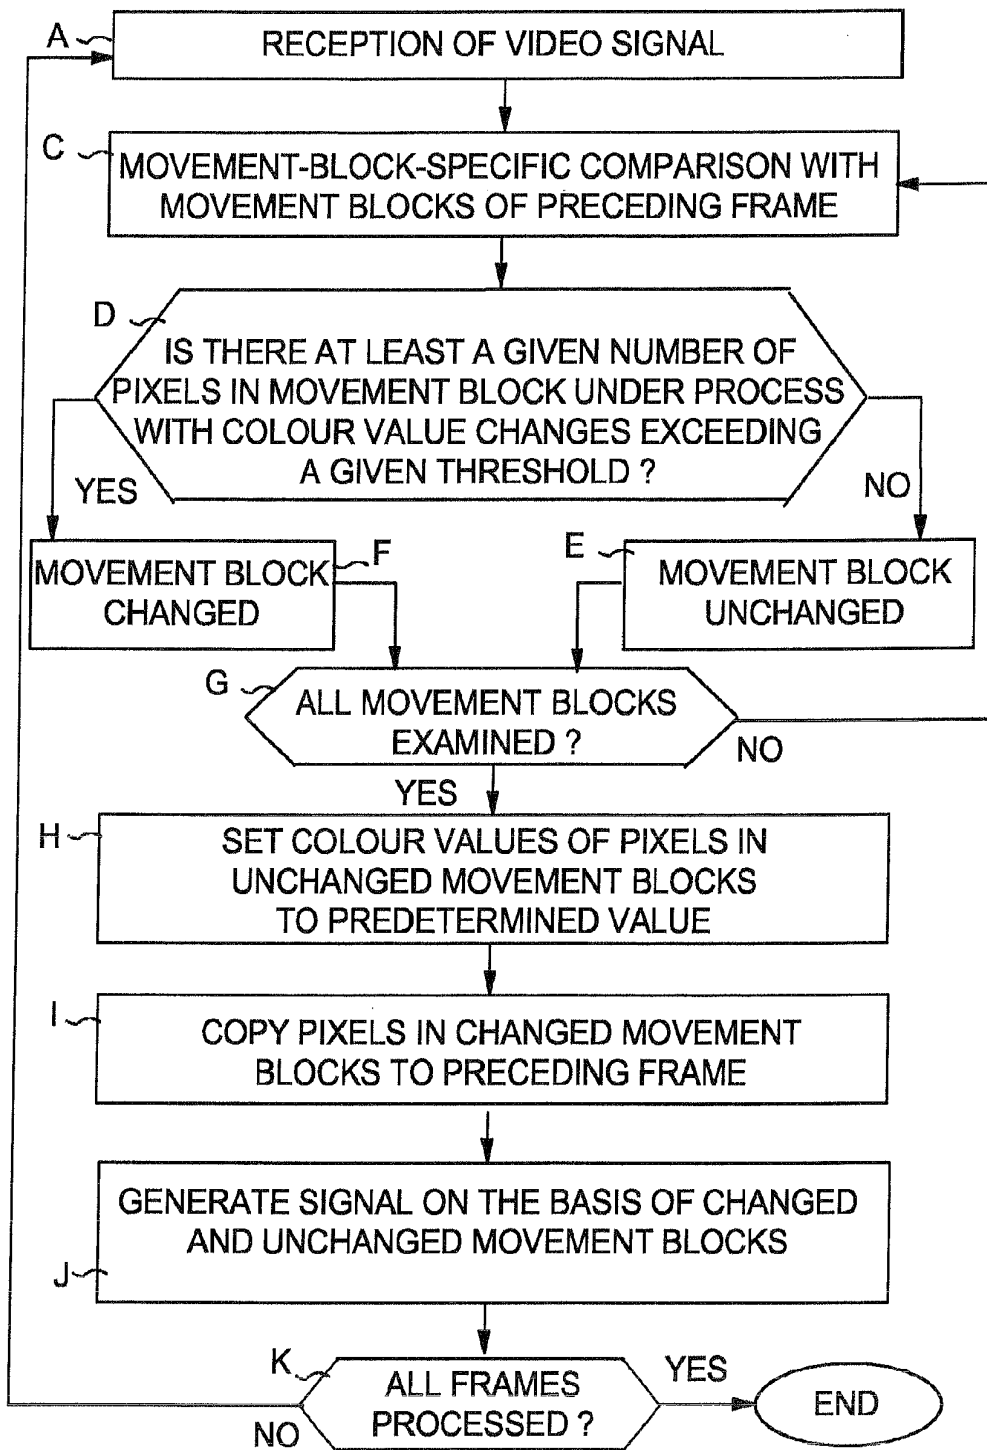 A
RECEPTION OF VIDEO SIGNAL
C
MOVEMENT-BLOCK-SPECIFIC COMPARISON WITH
MOVEMENT BLOCKS OF PRECEDING FRAME
D
IS THERE AT LEAST A GIVEN NUMBER OF
PIXELS IN MOVEMENT BLOCK UNDER PROCESS
WITH COLOUR VALUE CHANGES EXCEEDING
A GIVEN THRESHOLD ?
YES
NO
F
MOVEMENT BLOCK
CHANGED
E
MOVEMENT BLOCK
UNCHANGED
G
ALL MOVEMENT BLOCKS
EXAMINED ?
NO
YES
H
SET COLOUR VALUES OF PIXELS IN
UNCHANGED MOVEMENT BLOCKS
TO PREDETERMINED VALUE
I
COPY PIXELS IN CHANGED MOVEMENT
BLOCKS TO PRECEDING FRAME
GENERATE SIGNAL ON THE BASIS OF CHANGED
AND UNCHANGED MOVEMENT BLOCKS
J
K
ALL FRAMES
PROCESSED ?
YES
END
NO